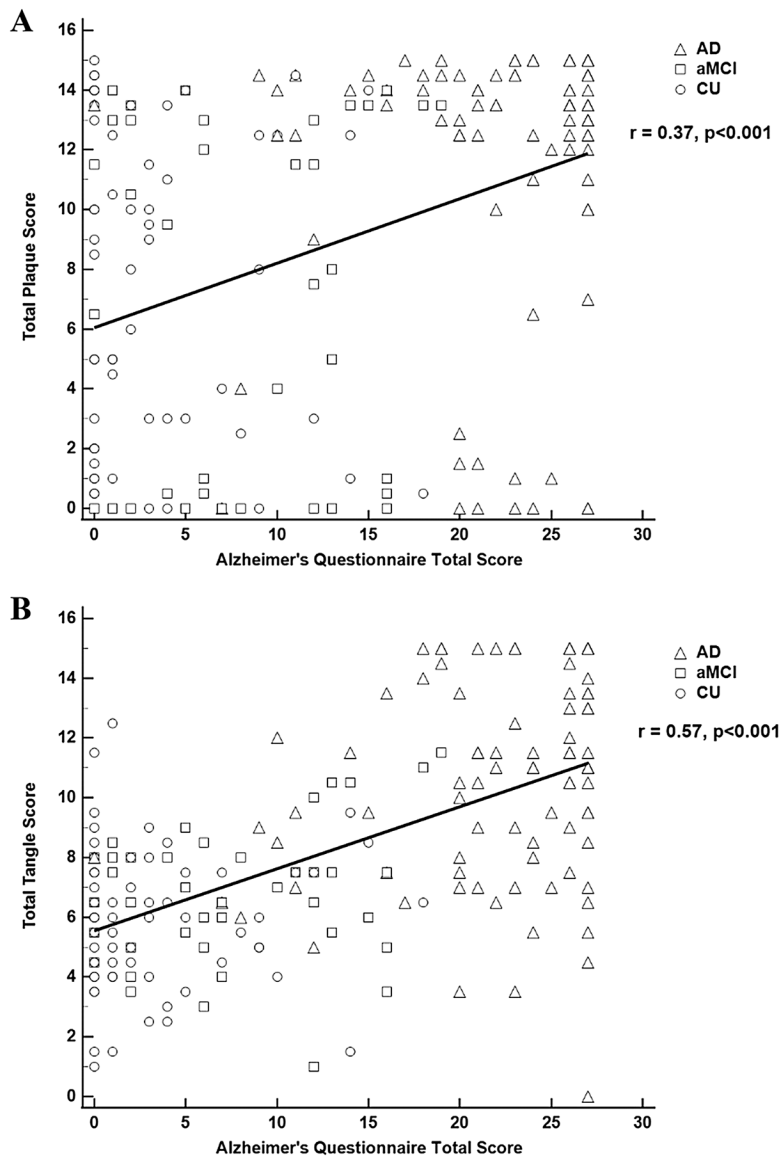 A
16
14
12
10
8
6
4
2
0
Total Plaque Score
0 5 10 15 20 25 30
Alzheimer's Questionnaire Total Score
AD
aMCI
CU
r = 0.37, p<0.001
B
16
14
12
10
8
6
4
2
0
Total Tangle Score
0 5 10 15 20 25 30
Alzheimer's Questionnaire Total Score
AD
aMCI
CU
r = 0.57, p<0.001